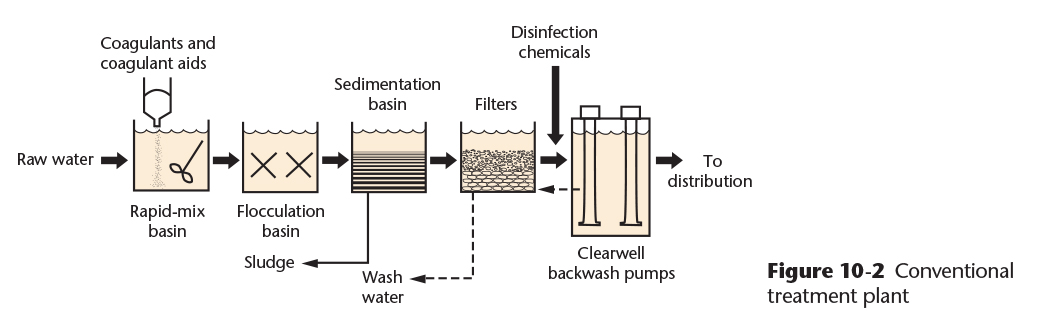 Coagulants and
coagulant aids
Disinfection
chemicals
Sedimentation
basin
Filters
Raw water
To
distribution
Rapid-mix
basin
Flocculation
basin
Sludge
Wash
water
Clearwell
backwash pumps
Figure 10-2 Conventional
treatment plant